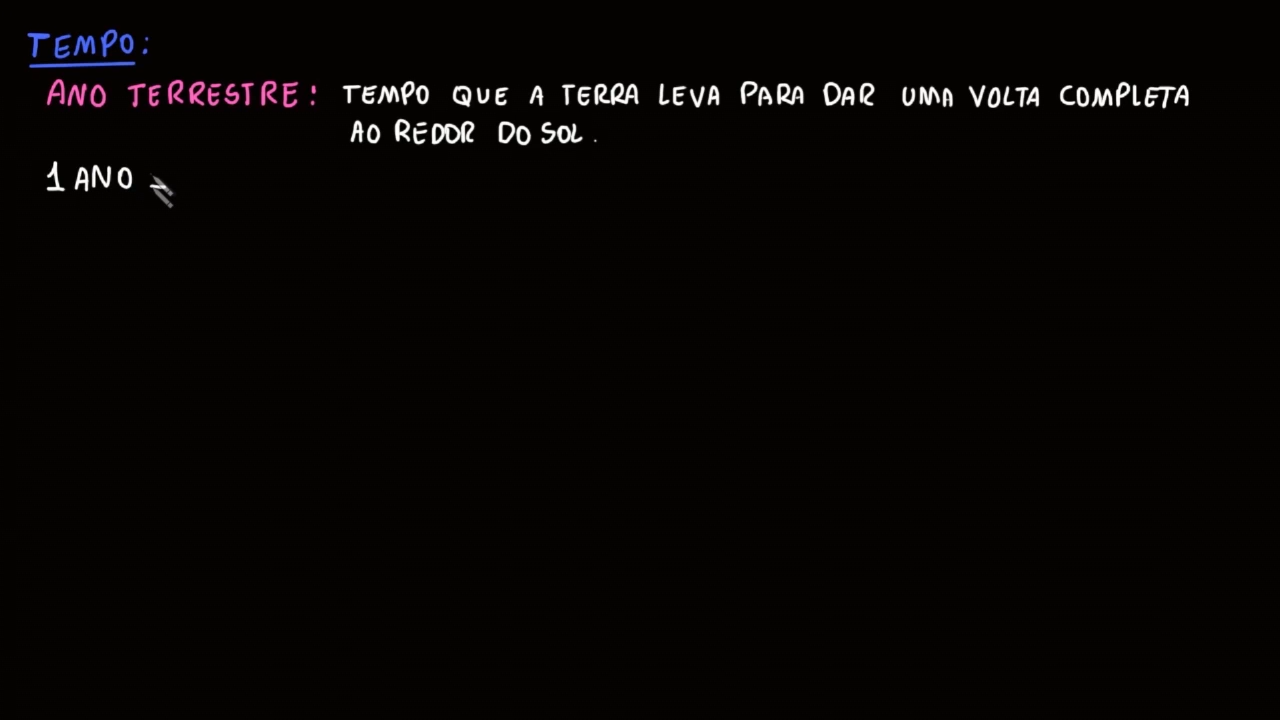 TEMPO:
ANO TERRESTRE: TEMPO QUE A TERRA LEVA PARA DAR UMA VOLTA COMPLETA
AO REDOR DO SOL.
1 ANO -